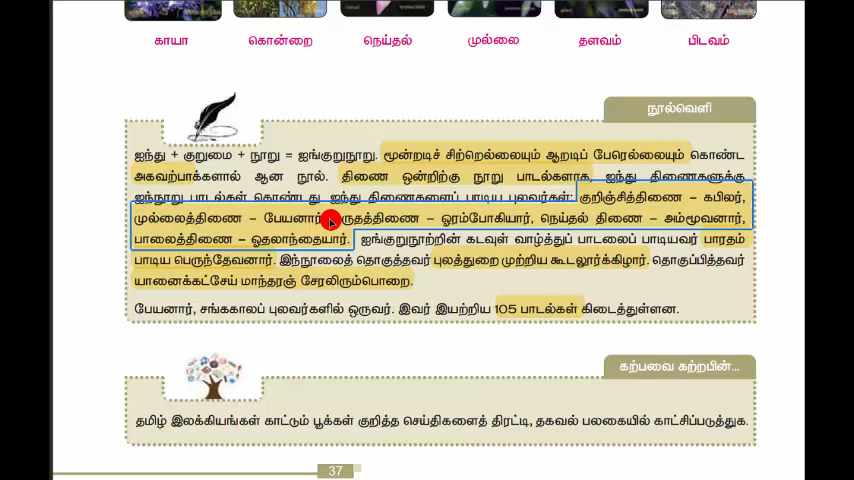 காயா கொன்றை நெய்தல் முல்லை தளவம் பிடவம்
நூல்வெளி
ஐந்து + குறுமை + நூறு = ஐங்குறுநூறு. மூன்றடிச் சிற்றெல்லையும் ஆறடிப் பேரெல்லையும் கொண்ட
அகவற்பாக்களால் ஆன நூல். திணை ஒன்றிற்கு நூறு பாடல்களாக, ஐந்து திணைகளுக்கு
ஐந்நூறு பாடல்கள் கொண்டது ஐந்து திணைகளைப் பாடிய புலவர்கள்: குறிஞ்சித்திணை – கபிலர்,
முல்லைத்திணை – பேயனார், மருதத்திணை – ஓரம்போகியார், நெய்தல் திணை – அம்மூவனார்,
பாலைத்திணை – ஓதலாந்தையார். ஐங்குறுநூற்றின் கடவுள் வாழ்த்துப் பாடலைப் பாடியவர் பாரதம்
பாடிய பெருந்தேவனார். இந்நூலைத் தொகுத்தவர் புலத்துறை முற்றிய கூடலூர்க்கிழார். தொகுப்பித்தவர்
யானைக்கட்சேய் மாந்தரஞ் சேரலிரும்பொறை.
பேயனார், சங்ககாலப் புலவர்களில் ஒருவர். இவர் இயற்றிய 105 பாடல்கள் கிடைத்துள்ளன.
கற்பவை கற்றபின்...
தமிழ் இலக்கியங்கள் காட்டும் பூக்கள் குறித்த செய்திகளைத் திரட்டி, தகவல் பலகையில் காட்சிப்படுத்துக.
37